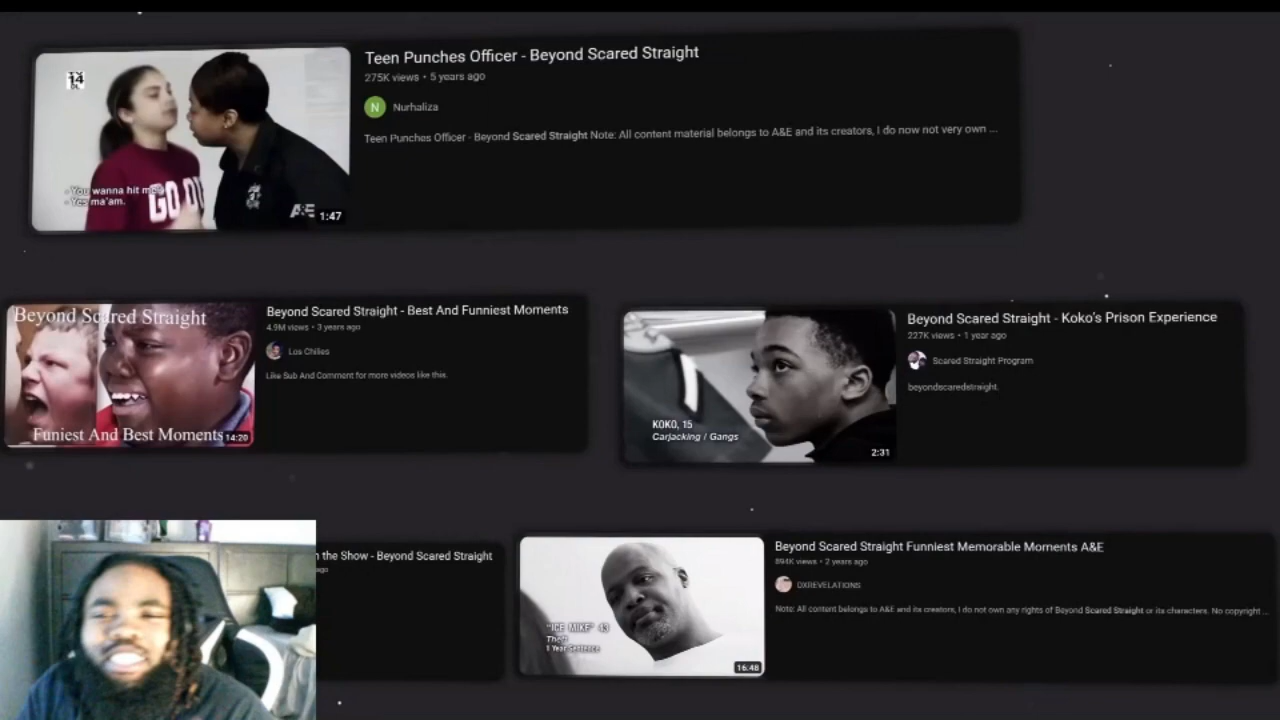 TV
14
DL
- You wanna hit me?
- Yes ma'am.
GO OU
A&E
1:47
Teen Punches Officer - Beyond Scared Straight
275K views • 5 years ago
N
Nurhaliza
Teen Punches Officer - Beyond Scared Straight Note: All content material belongs to A&E and its creators, I do now not very own ...
Beyond Scared Straight
Funiest And Best Moments
14:20
Beyond Scared Straight - Best And Funniest Moments
4.9M views • 3 years ago
Los Chilies
Like Sub And Comment for more videos like this.
KOKO, 15
Carjacking / Gangs
2:31
Beyond Scared Straight - Koko's Prison Experience
227K views • 1 year ago
Scared Straight Program
beyondscaredstraight.
the Show - Beyond Scared Straight
ago
"ICE MIKE" 43
Theft
1 Year Sentence
16:48
Beyond Scared Straight Funniest Memorable Moments A&E
894K views • 2 years ago
DXREVELATIONS
Note: All content belongs to A&E and its creators, I do not own any rights of Beyond Scared Straight or its characters. No copyright ...